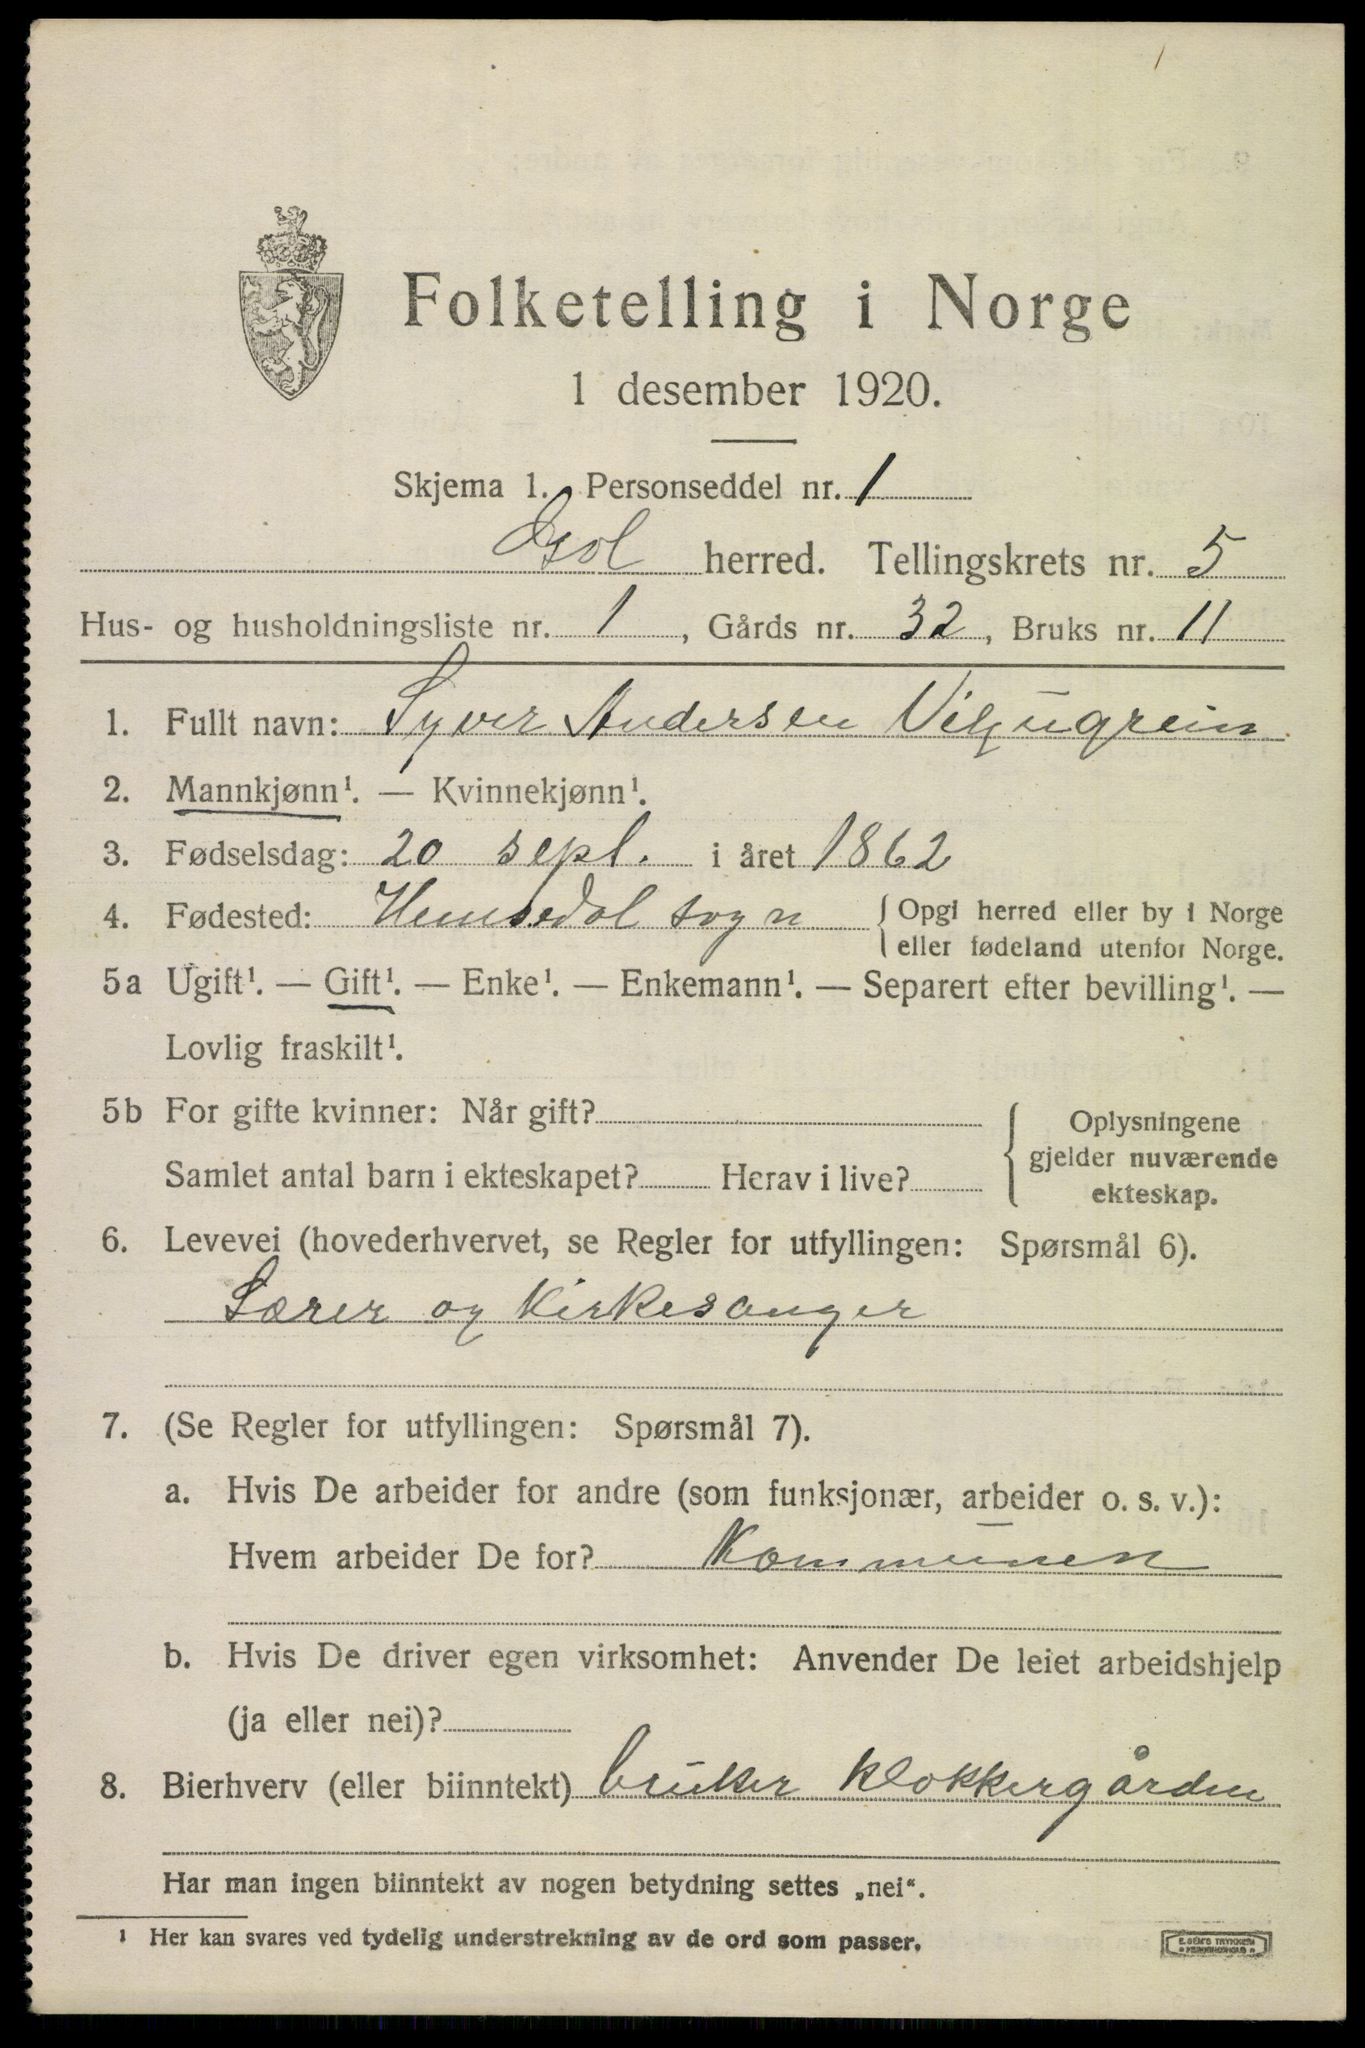 Folketelling i Norge
1 desember 1920.
Skjema 1. Personseddel nr. 1
Gol herred. Tellingskrets nr. 5
Hus- og husholdningsliste nr. 1, Gårds nr. 32, Bruks nr. 11
1. Fullt navn: Syver Andersen
2. Mannkjønn¹. — Kvinnekjønn¹.
3. Fødselsdag: 20 sept. i året 1862
4. Fødested: Hemsedal sogn { Opgi herred eller by i Norge
eller fødeland utenfor Norge.
5a Ugift¹. — Gift¹. — Enke¹. — Enkemann¹. — Separert efter bevilling¹. —
Lovlig fraskilt¹.
5b For gifte kvinner: Når gift?
Samlet antal barn i ekteskapet? Herav i live?
Oplysningene
gjelder nuværende
ekteskap.
6. Levevei (hovederhvervet, se Regler for utfyllingen: Spørsmål 6).
Lærer og Kirkesanger
7. (Se Regler for utfyllingen: Spørsmål 7).
a. Hvis De arbeider for andre (som funksjonær, arbeider o. s. v.):
Hvem arbeider De for? Kommunen
b. Hvis De driver egen virksomhet: Anvender De leiet arbeidshjelp
(ja eller nei)?
8. Bierhverv (eller biinntekt) bruker klokkergården
Har man ingen biinntekt av nogen betydning settes „nei“.
1 Her kan svares ved tydelig understrekning av de ord som passer.